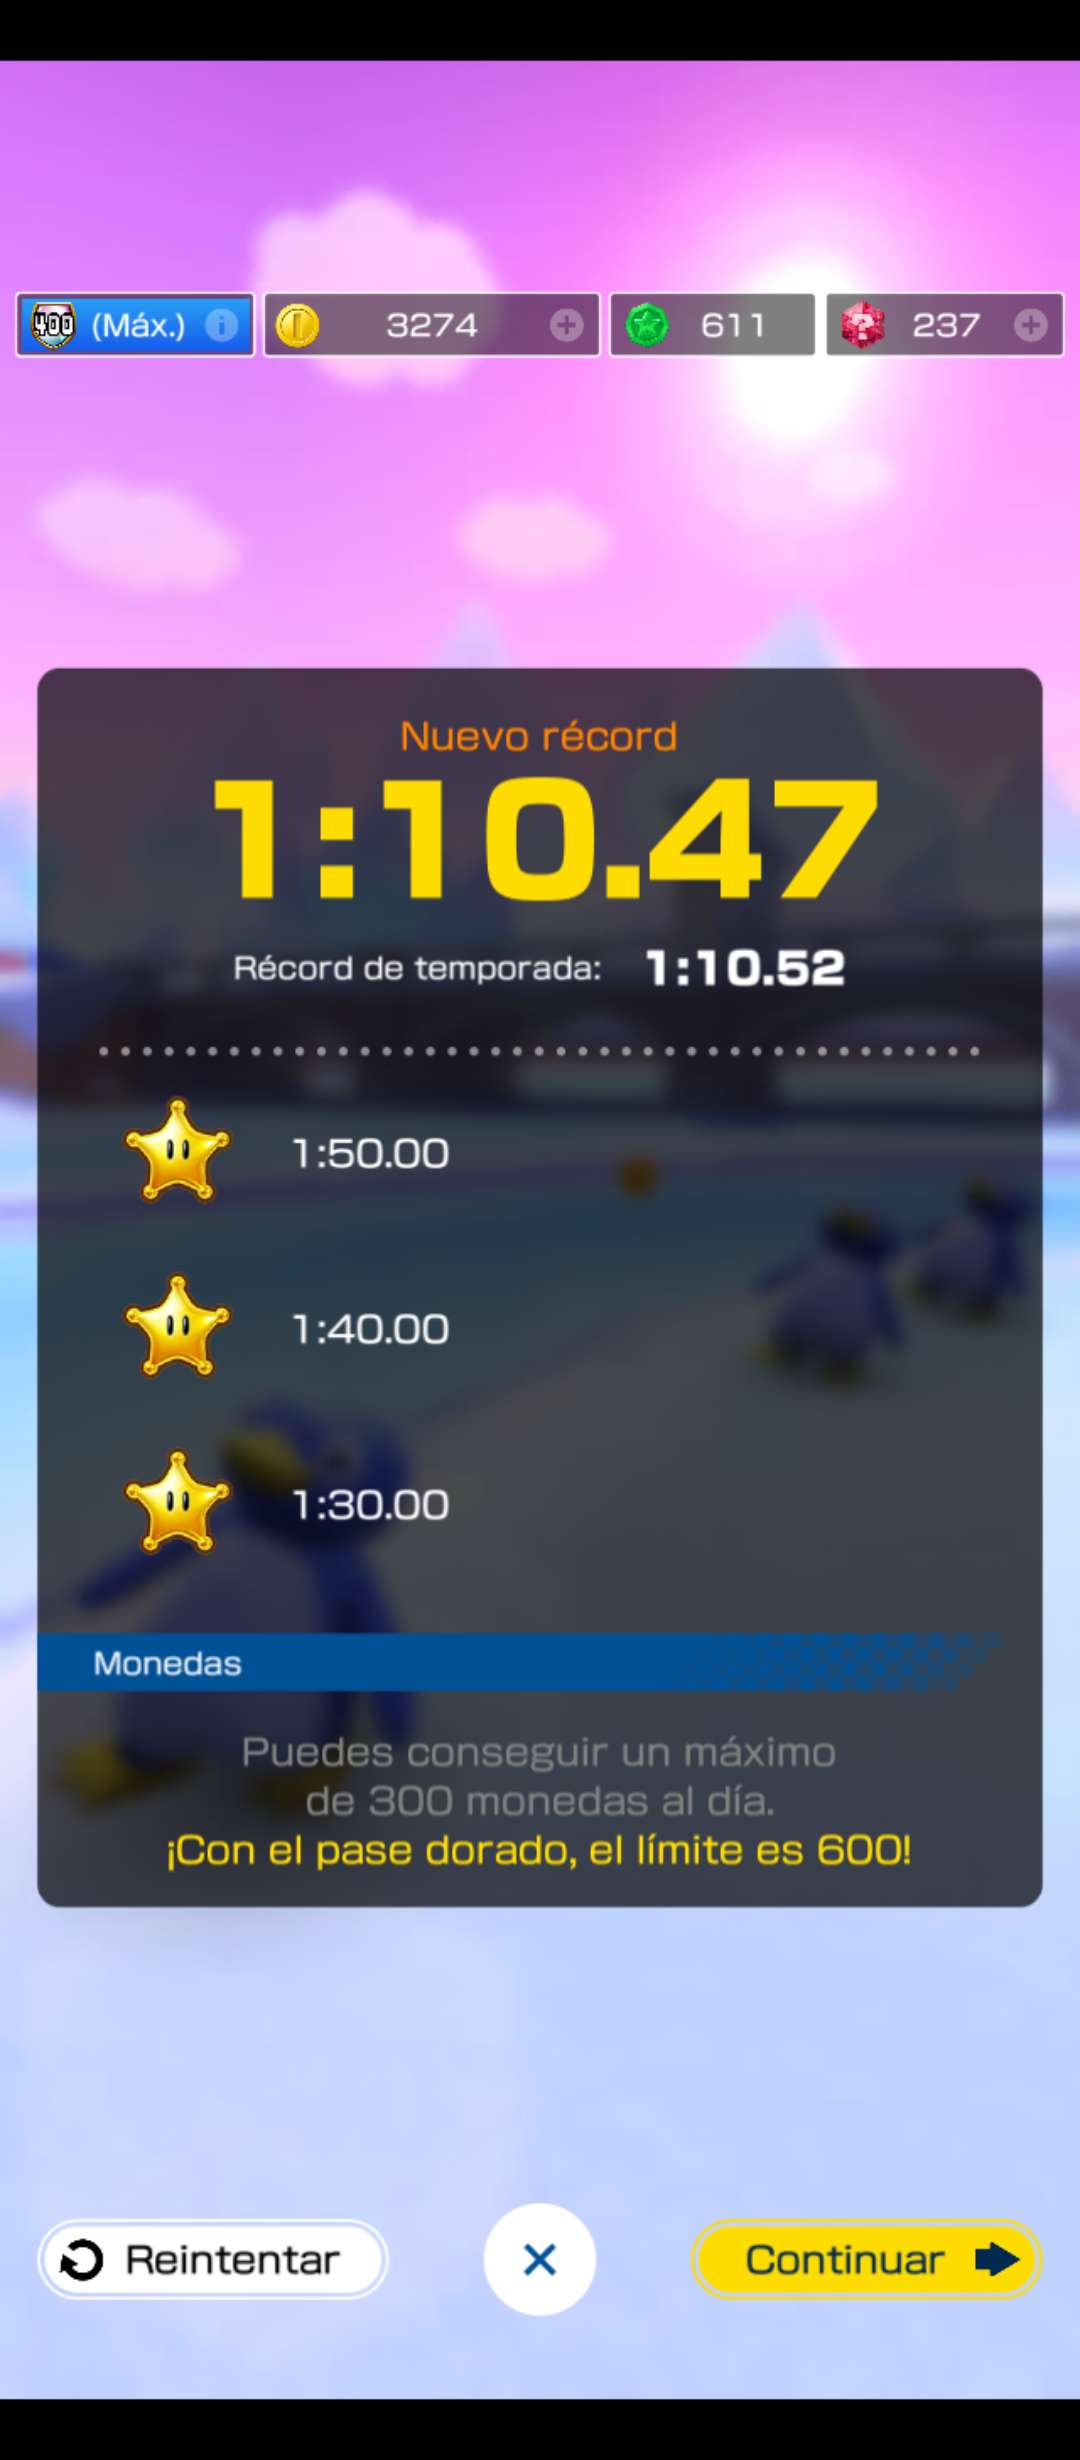 400 (Máx.) i 3274 + 611 ? 237 +
Nuevo récord
1:10.47
Récord de temporada: 1:10.52
1:50.00
1:40.00
1:30.00
Monedas
Puedes conseguir un máximo
de 300 monedas al día.
¡Con el pase dorado, el límite es 600!
Reintentar × Continuar